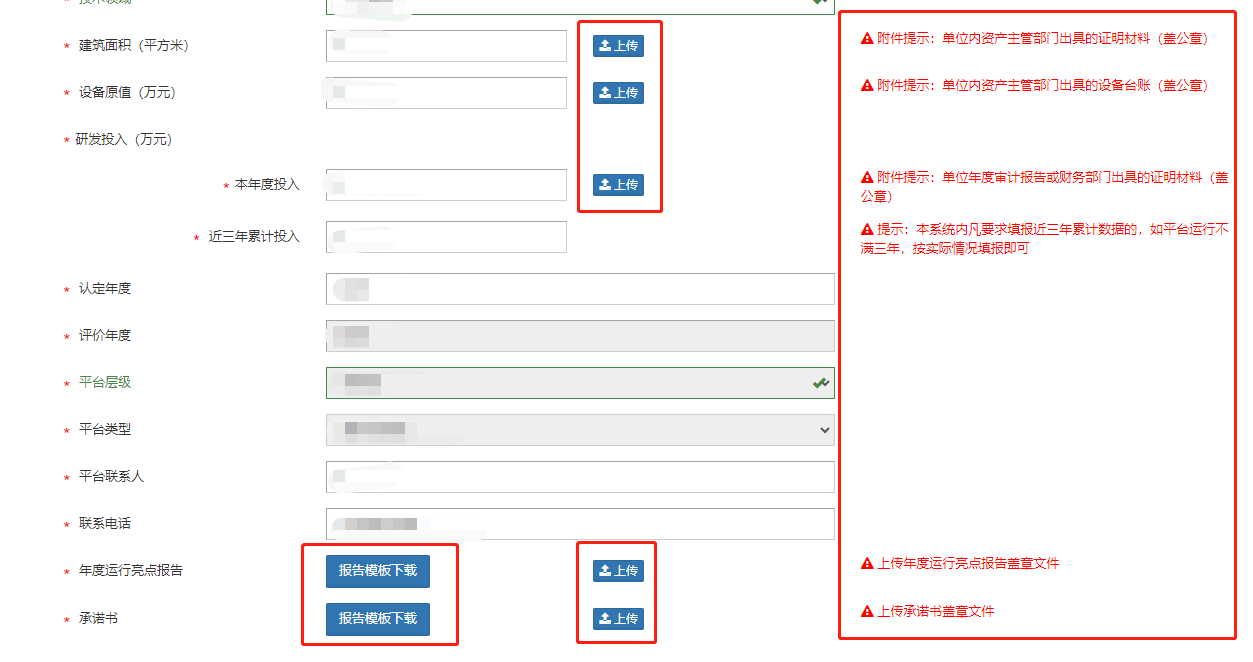 * 技术领域
* 建筑面积（平方米） 上传 附件提示：单位内资产主管部门出具的证明材料（盖公章）
* 设备原值（万元） 上传 附件提示：单位内资产主管部门出具的设备台账（盖公章）
* 研发投入（万元）
* 本年度投入 上传 附件提示：单位年度审计报告或财务部门出具的证明材料（盖
公章）
* 近三年累计投入 提示：本系统内凡要求填报近三年累计数据的，如平台运行不
满三年，按实际情况填报即可
* 认定年度
* 评价年度
* 平台层级
* 平台类型
* 平台联系人
* 联系电话
* 年度运行亮点报告 报告模板下载 上传 上传年度运行亮点报告盖章文件
* 承诺书 报告模板下载 上传 上传承诺书盖章文件